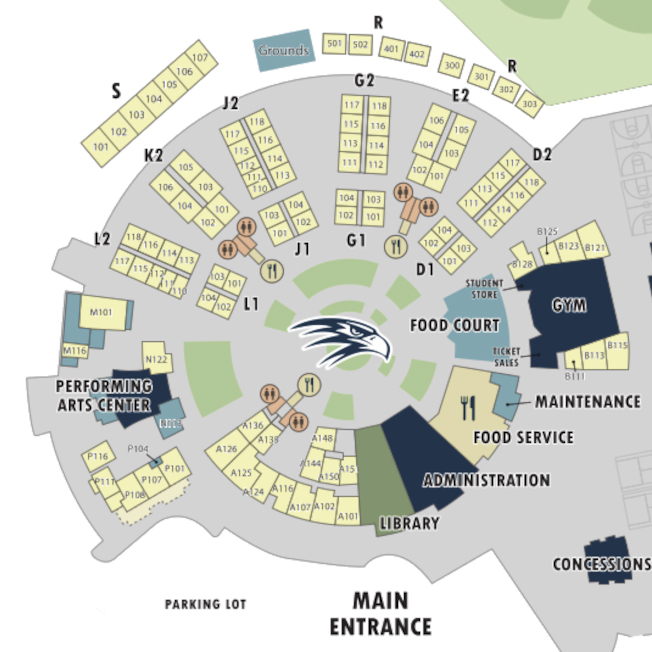 R
501
502
401
402
300
301
R
302
303
Grounds
S
107
106
105
104
103
102
101
J2
118
117
116
115
114
112
111
113
110
G2
117
118
115
116
113
114
111
112
E2
106
105
104
103
102
101
D2
117
118
115
116
113
114
111
112
K2
105
106
103
104
102
101
L2
118
116
114
113
117
115
112
111
110
J1
104
103
102
101
G1
104
103
102
101
D1
104
102
103
101
L1
103
101
104
102
B125
B123
B121
B128
STUDENT
STORE
GYM
FOOD COURT
TICKET
SALES
B115
B113
B111
M101
M116
N122
PERFORMING
ARTS CENTER
MAINTENANCE
FOOD SERVICE
P116
P104
P101
P111
P107
P108
A136
A135
A126
A125
A124
A148
A144
A150
A116
A107
A102
A101
ADMINISTRATION
LIBRARY
CONCESSIONS
PARKING LOT
MAIN
ENTRANCE